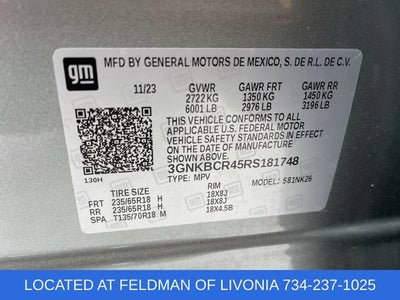 gm
MFD BY GENERAL MOTORS DE MEXICO, S. DE R.L. DE C.V.
11/23 GVWR GAWR FRT GAWR RR
2722 KG 1350 KG 1450 KG
6001 LB 2976 LB 3196 LB
THIS VEHICLE CONFORMS TO ALL
APPLICABLE U.S. FEDERAL MOTOR
VEHICLE SAFETY STANDARDS IN EFFECT ON THE
DATE OF MANUFACTURE SHOWN ABOVE.
3GNKBCR45RS181748
130H TYPE: MPV MODEL: 581NK26
TIRE SIZE RIM
FRT 235/65R18 H 18X8J
RR 235/65R18 H 18X8J
SPA T135/70R18 M 18X4.5B
LOCATED AT FELDMAN OF LIVONIA 734-237-1025